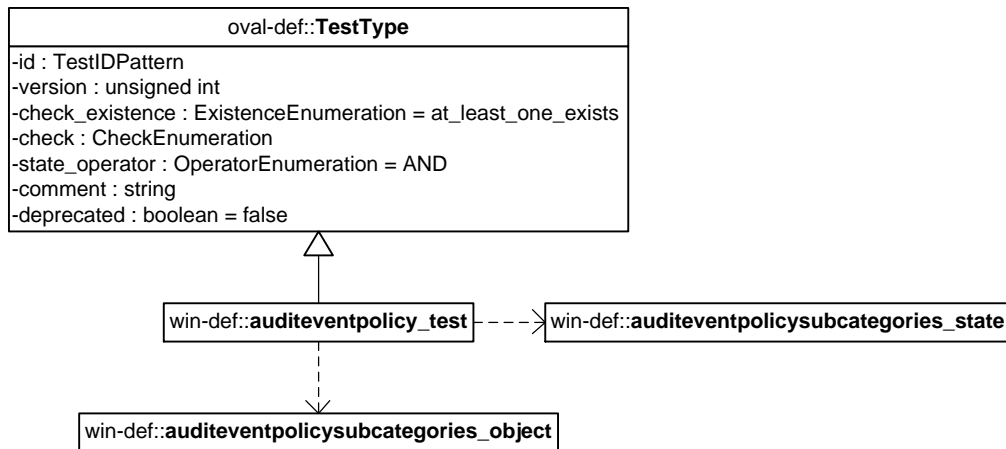 oval-def::TestType
-id : TestIDPattern
-version : unsigned int
-check_existence : ExistenceEnumeration = at_least_one_exists
-check : CheckEnumeration
-state_operator : OperatorEnumeration = AND
-comment : string
-deprecated : boolean = false
win-def::auditeventpolicy_test
win-def::auditeventpolicysubcategories_state
win-def::auditeventpolicysubcategories_object